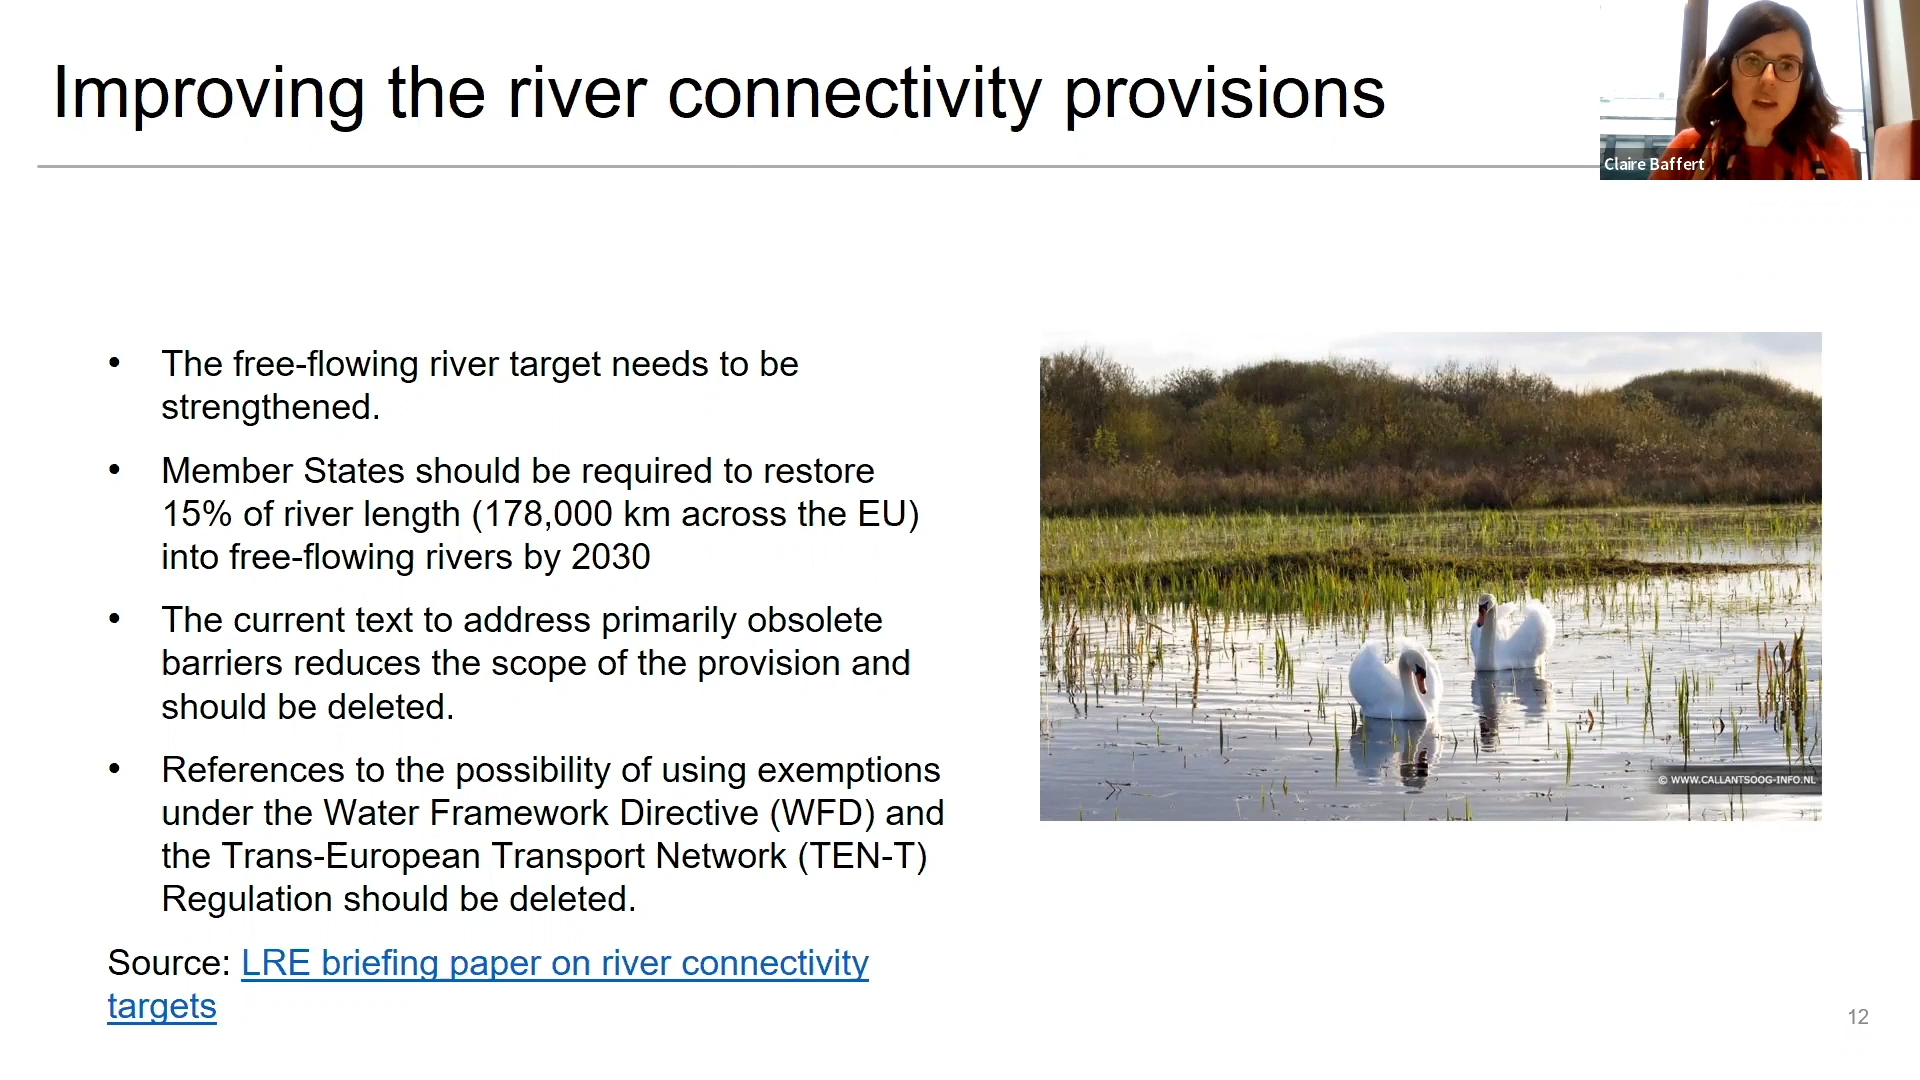 Improving the river connectivity provisions
Claire Baffert
• The free-flowing river target needs to be
strengthened.
• Member States should be required to restore
15% of river length (178,000 km across the EU)
into free-flowing rivers by 2030
• The current text to address primarily obsolete
barriers reduces the scope of the provision and
should be deleted.
• References to the possibility of using exemptions
under the Water Framework Directive (WFD) and
the Trans-European Transport Network (TEN-T)
Regulation should be deleted.
Source: LRE briefing paper on river connectivity
targets
© WWW.CALLANTSOOG-INFO.NL
12